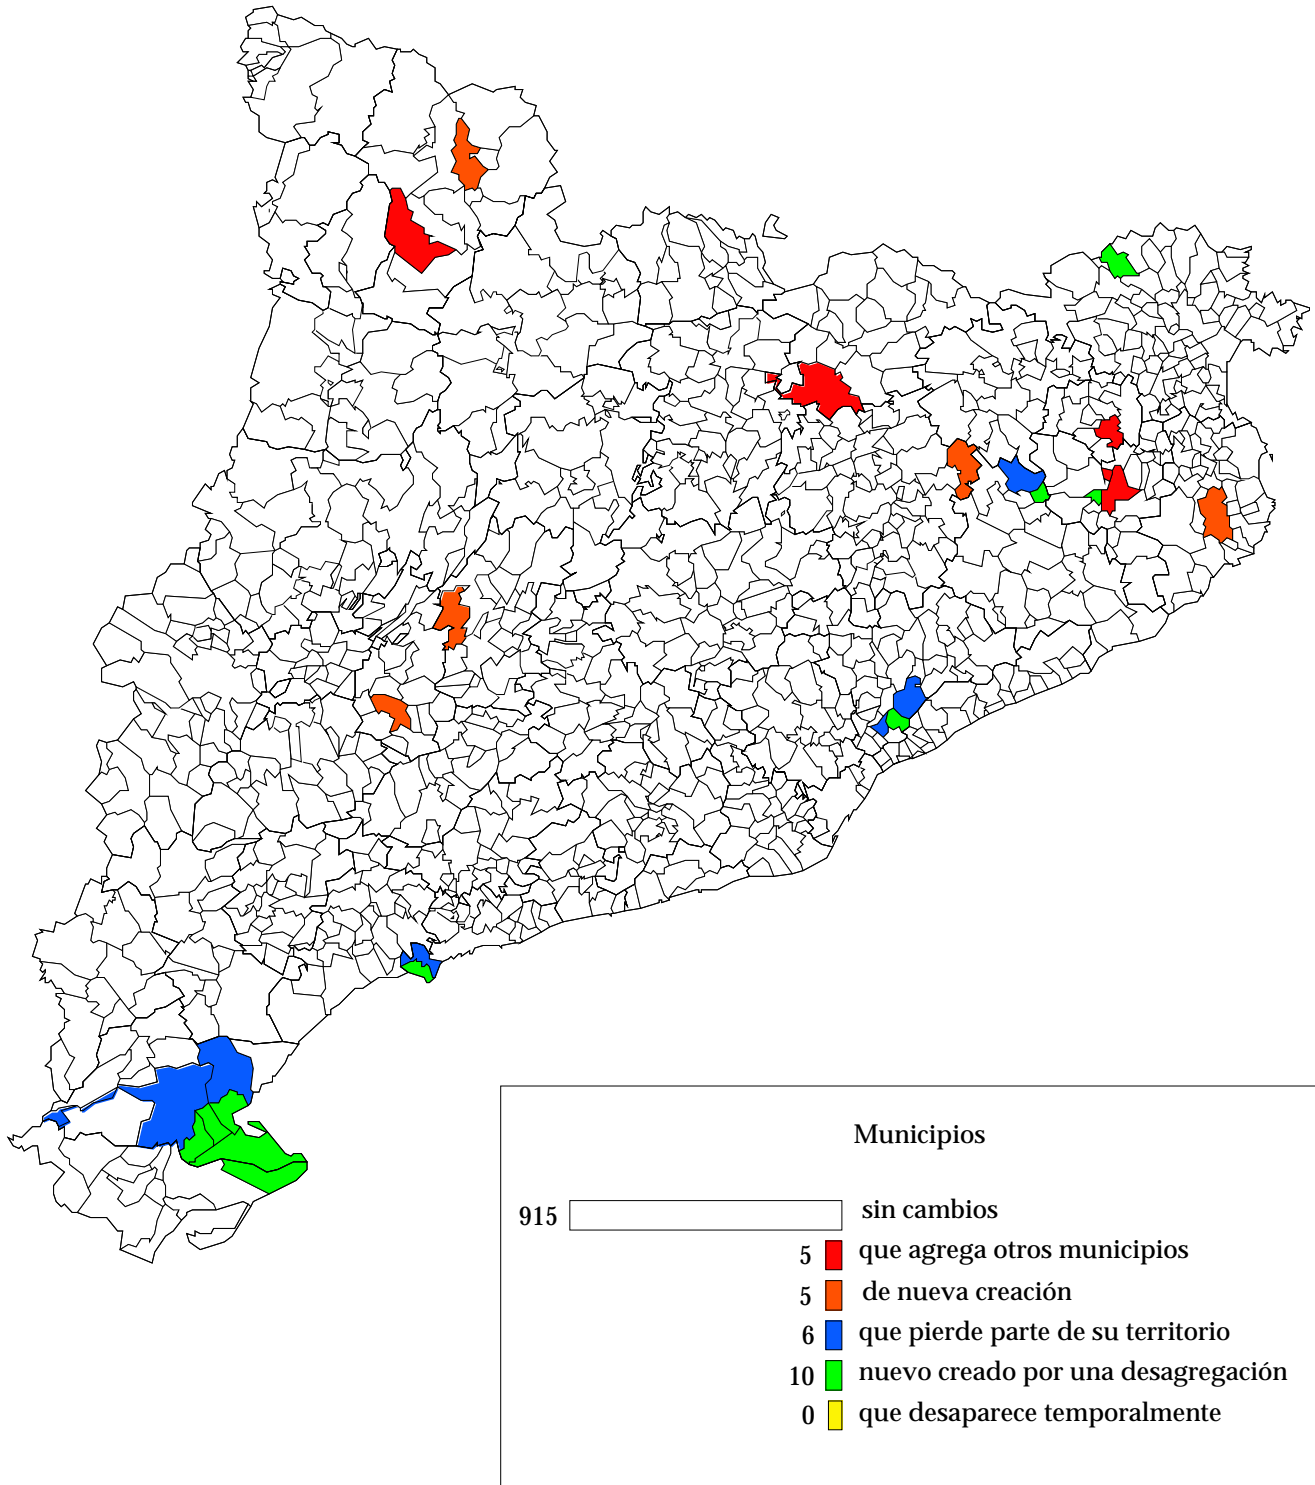 Municipios
915 sin cambios
5 que agrega otros municipios
5 de nueva creación
6 que pierde parte de su territorio
10 nuevo creado por una desagregación
0 que desaparece temporalmente